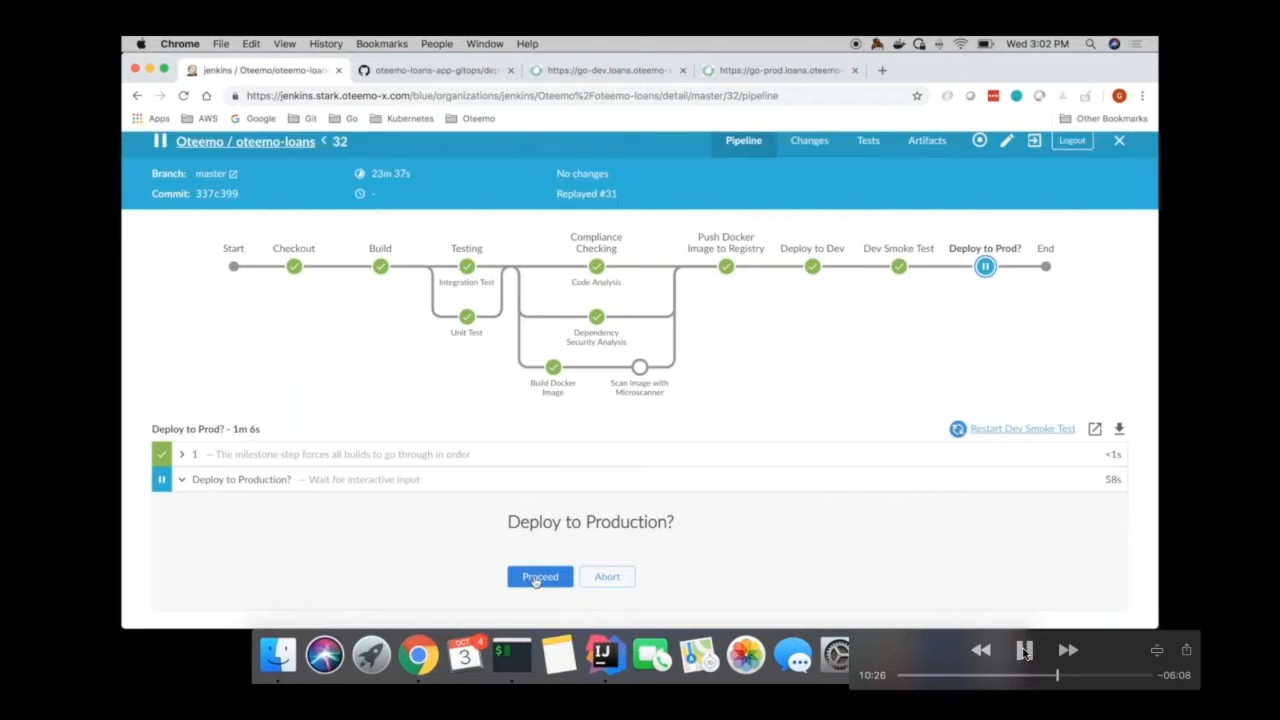 Chrome File Edit View History Bookmarks People Window Help Wed 3:02 PM
jenkins / Oteemo/oteemo-loans oteemo-loans-app-gitops/dep https://go-dev.loans.oteemo- https://go-prod.loans.oteemo-
https://jenkins.stark.oteemo-x.com/blue/organizations/jenkins/Oteemo%2Foteemo-loans/detail/master/32/pipeline
Apps AWS Google Git Go Kubernetes Oteemo Other Bookmarks
Oteemo / oteemo-loans < 32 Pipeline Changes Tests Artifacts Logout
Branch: master 23m 37s No changes
Commit: 337c399 - Replayed #31
Start Checkout Build Testing Compliance Checking Push Docker Image to Registry Deploy to Dev Dev Smoke Test Deploy to Prod? End
Integration Test Code Analysis
Unit Test Dependency Security Analysis
Build Docker Image Scan Image with Microscanner
Deploy to Prod? - 1m 6s Restart Dev Smoke Test
1 — The milestone step forces all builds to go through in order <1s
Deploy to Production? — Wait for interactive input 58s
Deploy to Production?
Proceed Abort
OCT 3 4
$
IJ
10:26 -06:08